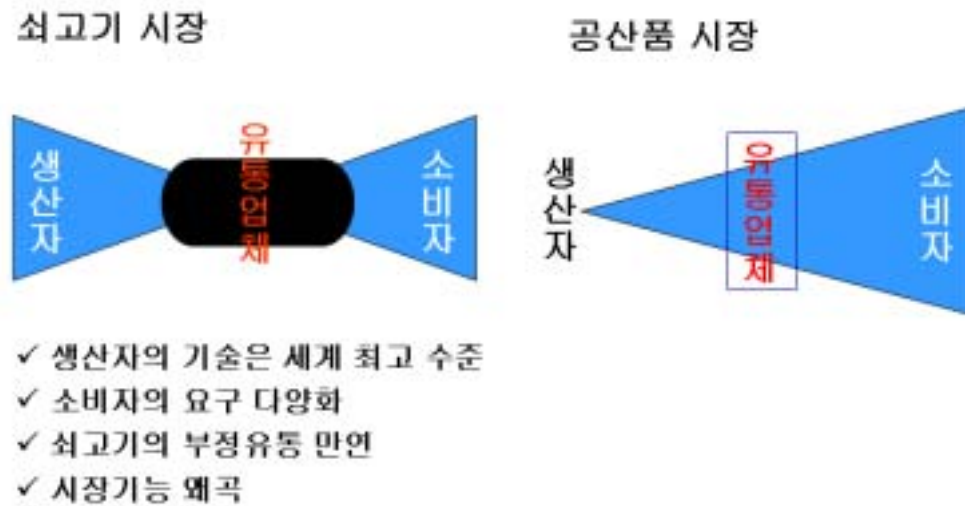 쇠고기 시장
공산품 시장
생산자
유통업체
소비자
생산자
유통업체
소비자
✓ 생산자의 기술은 세계 최고 수준
✓ 소비자의 요구 다양화
✓ 쇠고기의 부정유통 만연
✓ 시장기능 왜곡